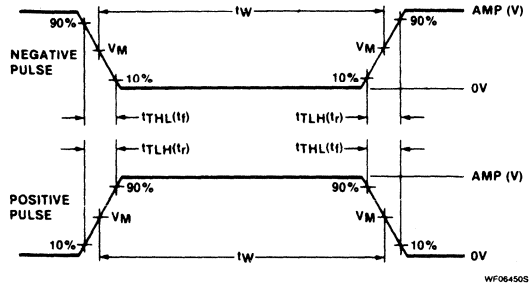 tW
AMP (V)
90%
90%
NEGATIVE
PULSE
VM
VM
10%
10%
0V
tTHL(tf)
tTLH(tr)
tTLH(tr)
tTHL(tf)
AMP (V)
90%
90%
POSITIVE
PULSE
VM
VM
10%
10%
tW
0V
WF06450S